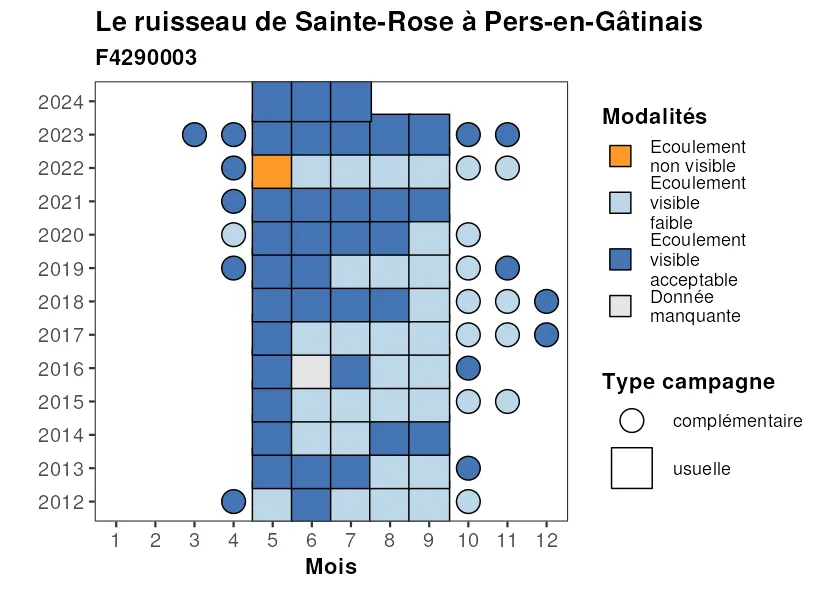 Le ruisseau de Sainte-Rose à Pers-en-Gâtinais
F4290003
2024
2023
2022
2021
2020
2019
2018
2017
2016
2015
2014
2013
2012
1 2 3 4 5 6 7 8 9 10 11 12
Mois
Modalités
Ecoulement
non visible
Ecoulement
visible
faible
Ecoulement
visible
acceptable
Donnée
manquante
Type campagne
complémentaire
usuelle